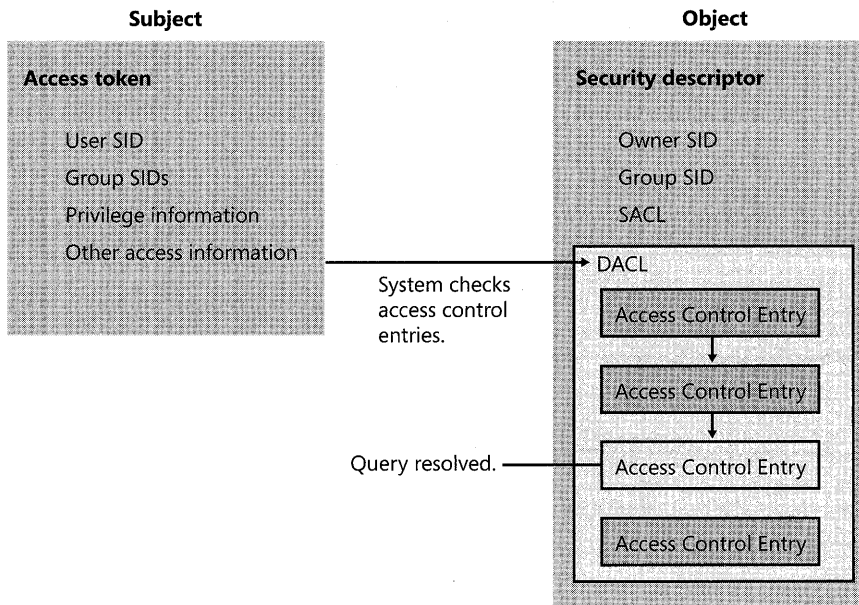 Subject
Object
Access token
User SID
Group SIDs
Privilege information
Other access information
System checks
access control
entries.
Query resolved.
Security descriptor
Owner SID
Group SID
SACL
DACL
Access Control Entry
Access Control Entry
Access Control Entry
Access Control Entry